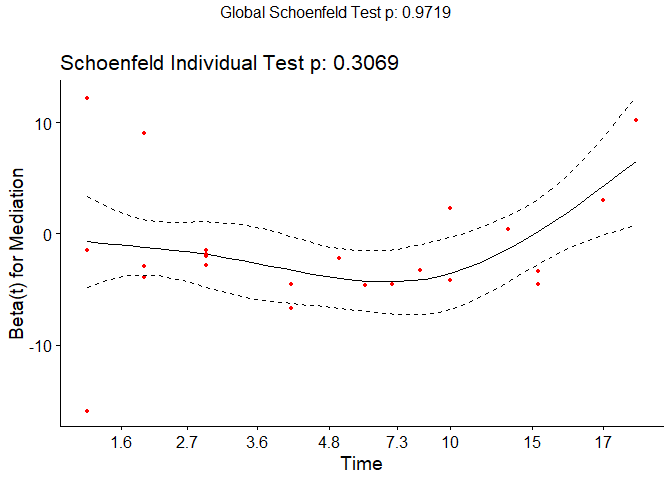 Global Schoenfeld Test p: 0.9719
Schoenfeld Individual Test p: 0.3069
Beta(t) for Mediation
10
0
-10
1.6 2.7 3.6 4.8 7.3 10 15 17
Time